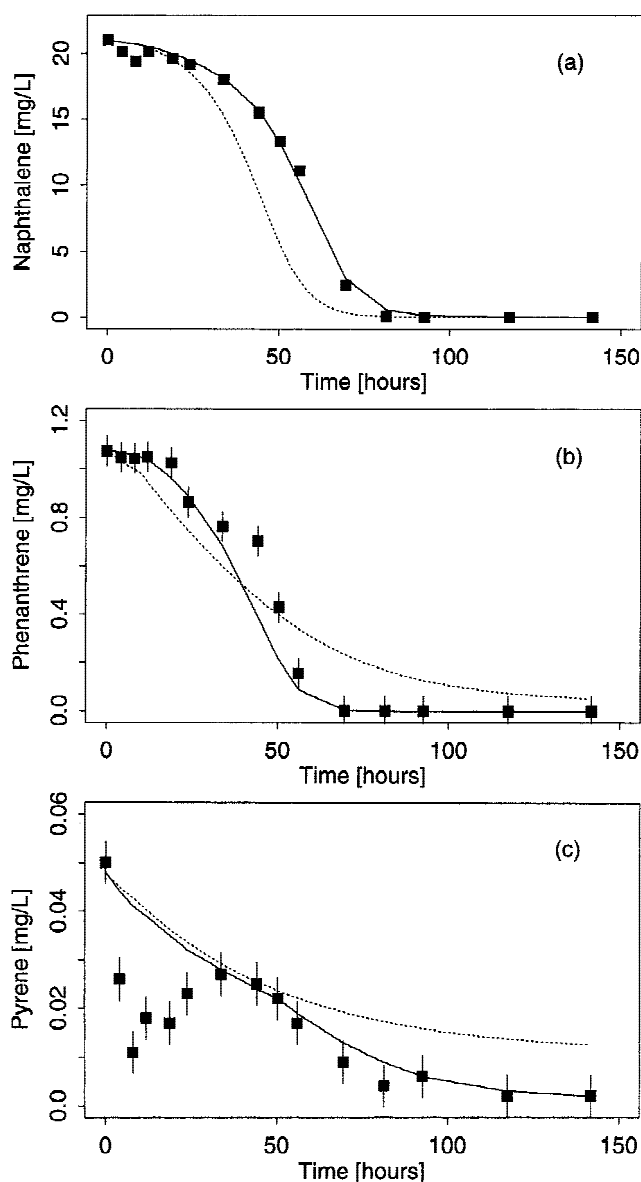 (a)
Naphthalene [mg/L]
20
15
10
5
0
0 50 100 150
Time [hours]
(b)
Phenanthrene [mg/L]
1.2
0.8
0.4
0.0
0 50 100 150
Time [hours]
(c)
Pyrene [mg/L]
0.06
0.04
0.02
0.0
0 50 100 150
Time [hours]